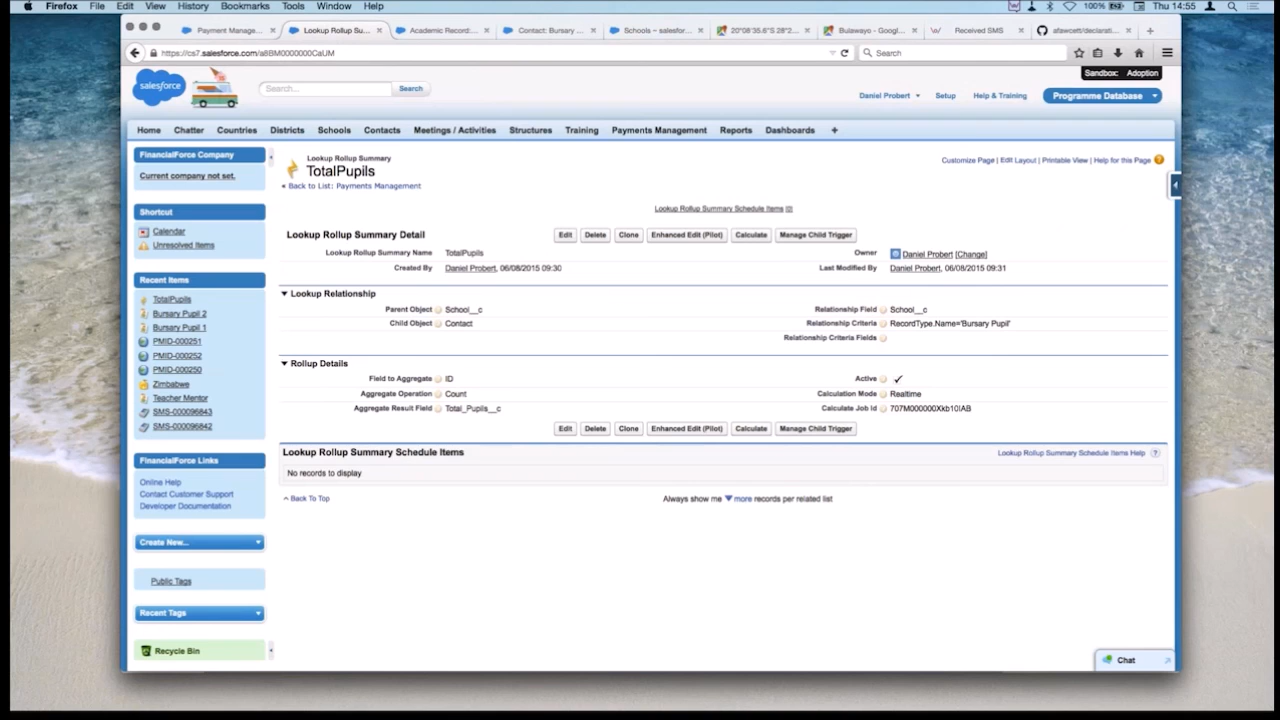 Firefox File Edit View History Bookmarks Tools Window Help 100% Thu 14:55
Payment Manage... Lookup Rollup Su... Academic Record:... Contact: Bursary ... Schools ~ salesfor... 20°08'35.6"S 28°2... Bulawayo - Googl... Received SMS afawcett/declarati...
https://cs7.salesforce.com/a8BM0000000CaUM Search
Sandbox: Adoption
salesforce Search... Search Daniel Probert Setup Help & Training Programme Database
Home Chatter Countries Districts Schools Contacts Meetings / Activities Structures Training Payments Management Reports Dashboards +
FinancialForce Company
Current company not set.
Shortcut
Calendar
Unresolved Items
Recent Items
TotalPupils
Bursary Pupil 2
Bursary Pupil 1
PMID-000251
PMID-000252
PMID-000250
Zimbabwe
Teacher Mentor
SMS-000096843
SMS-000096842
FinancialForce Links
Online Help
Contact Customer Support
Developer Documentation
Create New...
Public Tags
Recent Tags
Recycle Bin
Lookup Rollup Summary
TotalPupils
Customize Page | Edit Layout | Printable View | Help for this Page
« Back to List: Payments Management
Lookup Rollup Summary Schedule Items [0]
Lookup Rollup Summary Detail Edit Delete Clone Enhanced Edit (Pilot) Calculate Manage Child Trigger
Lookup Rollup Summary Name TotalPupils Owner Daniel Probert [Change]
Created By Daniel Probert, 06/08/2015 09:30 Last Modified By Daniel Probert, 06/08/2015 09:31
Lookup Relationship
Parent Object School__c Relationship Field School__c
Child Object Contact Relationship Criteria RecordType.Name='Bursary Pupil'
Relationship Criteria Fields
Rollup Details
Field to Aggregate ID Active
Aggregate Operation Count Calculation Mode Realtime
Aggregate Result Field Total_Pupils__c Calculate Job Id 707M000000Xkb10IAB
Edit Delete Clone Enhanced Edit (Pilot) Calculate Manage Child Trigger
Lookup Rollup Summary Schedule Items Lookup Rollup Summary Schedule Items Help ?
No records to display
^ Back To Top Always show me more records per related list
Chat